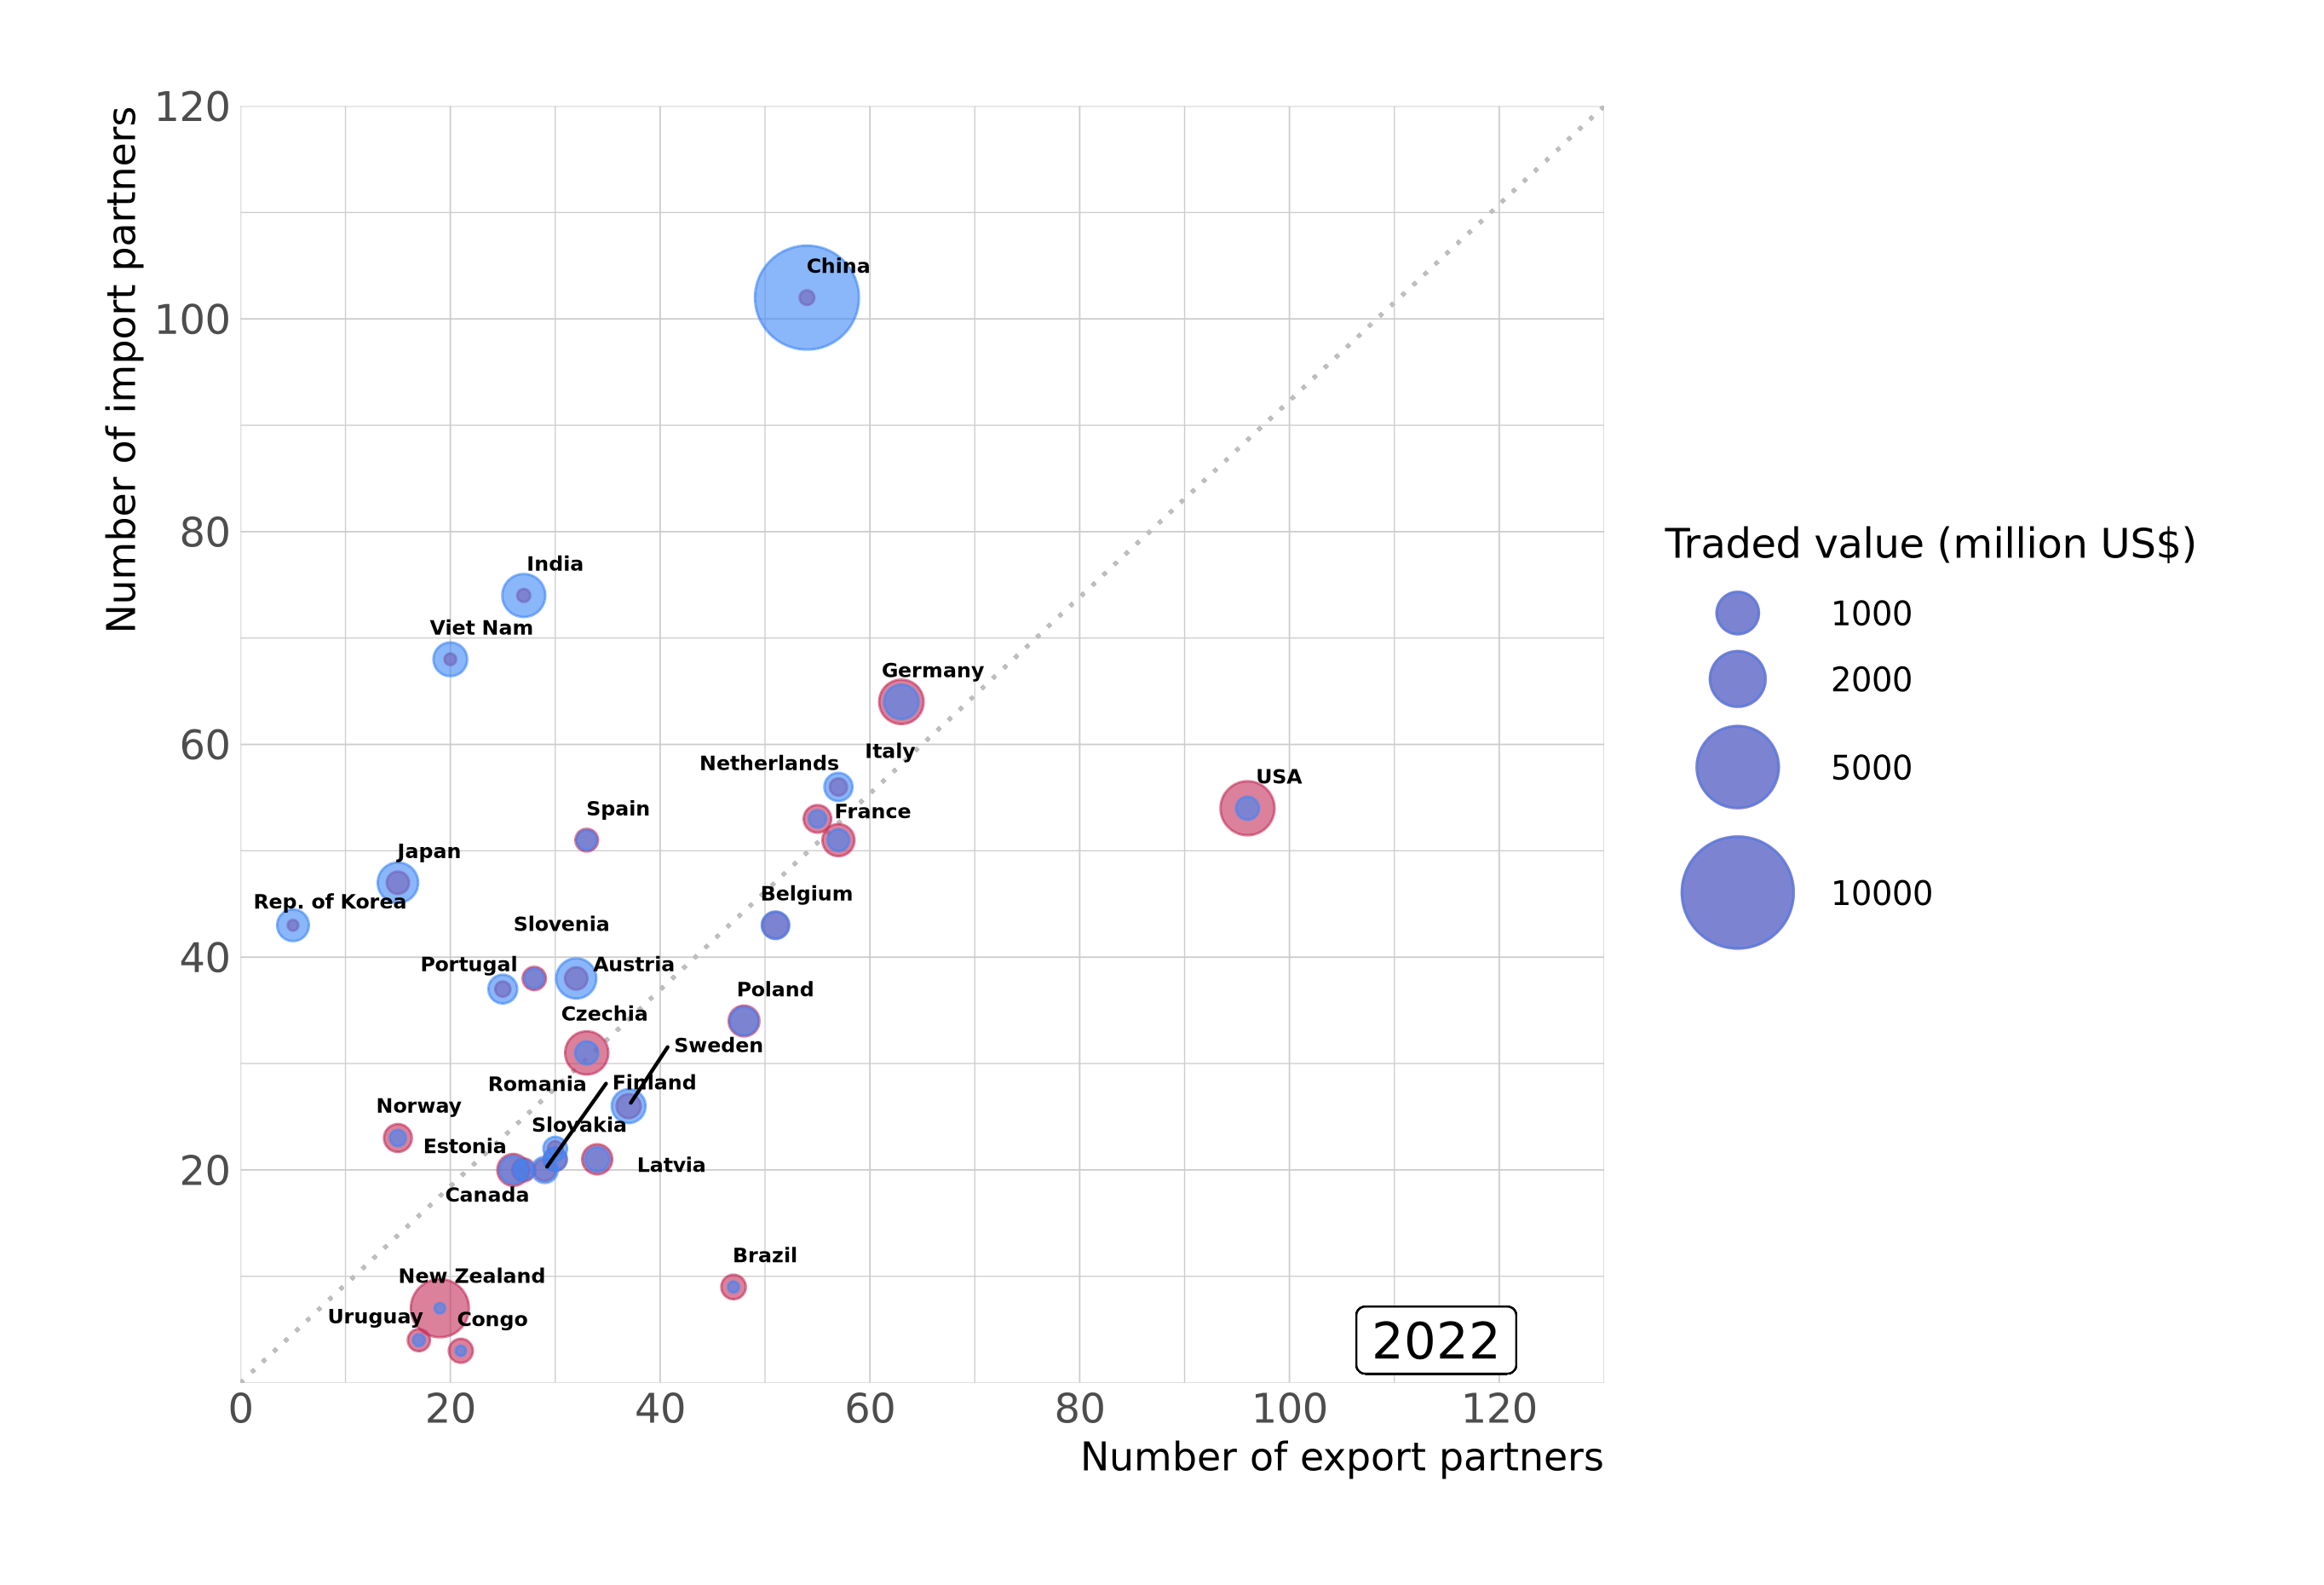 Number of import partners
120
100
80
60
40
20
China
India
Viet Nam
Germany
Italy
Netherlands
USA
Spain
France
Japan
Belgium
Rep. of Korea
Slovenia
Portugal
Austria
Poland
Czechia
Sweden
Romania
Finland
Norway
Slovakia
Estonia
Latvia
Canada
Brazil
New Zealand
Uruguay
Congo
2022
0
20
40
60
80
100
120
Number of export partners
Traded value (million US$)
1000
2000
5000
10000